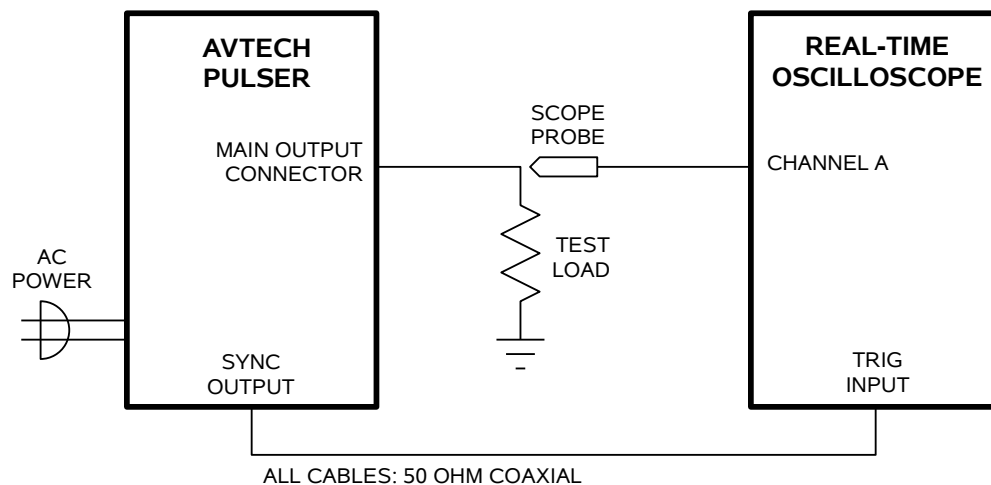 AVTECH
PULSER
REAL-TIME
OSCILLOSCOPE
SCOPE
PROBE
MAIN OUTPUT
CONNECTOR
CHANNEL A
TEST
LOAD
AC
POWER
SYNC
OUTPUT
TRIG
INPUT
ALL CABLES: 50 OHM COAXIAL